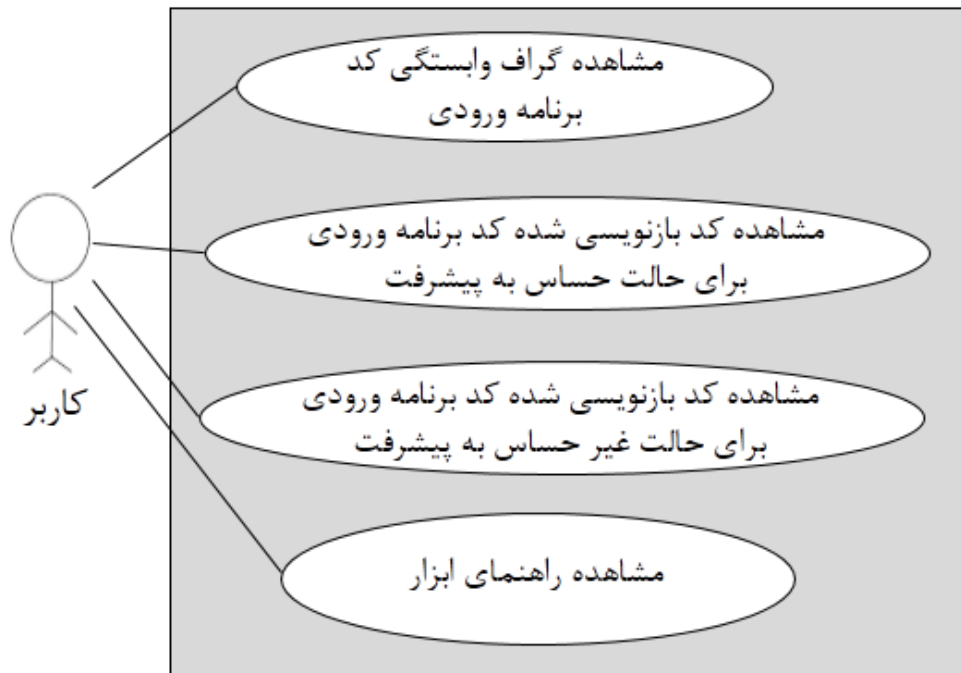 مشاهده گراف وابستگی کد
برنامه ورودی
مشاهده کد بازنویسی شده کد برنامه ورودی
برای حالت حساس به پیشرفت
کاربر
مشاهده کد بازنویسی شده کد برنامه ورودی
برای حالت غیر حساس به پیشرفت
مشاهده راهنمای ابزار